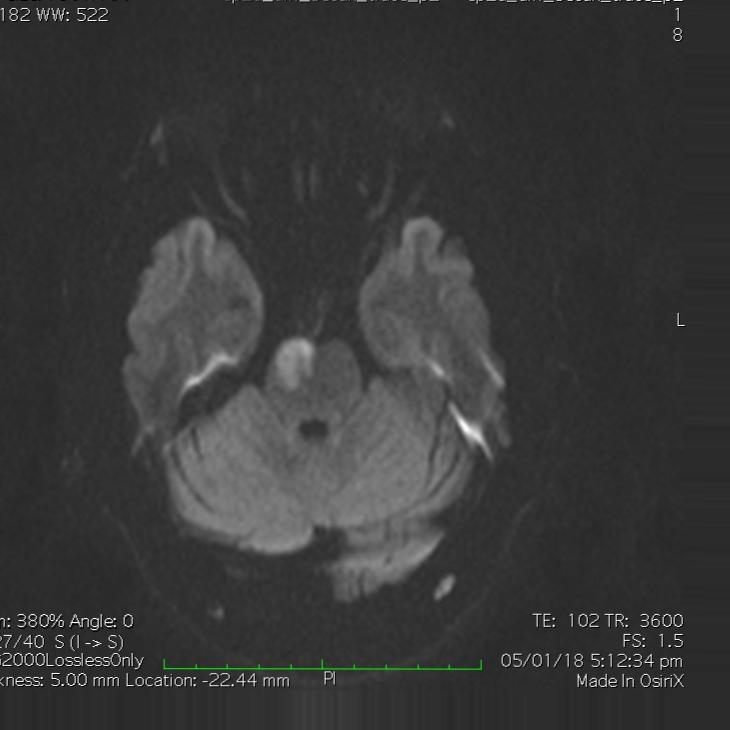 182 WW: 522
1
8
L
n: 380% Angle: 0
27/40 S (I -> S)
G2000LosslessOnly
kness: 5.00 mm Location: -22.44 mm
PI
TE: 102 TR: 3600
FS: 1.5
05/01/18 5:12:34 pm
Made In OsiriX